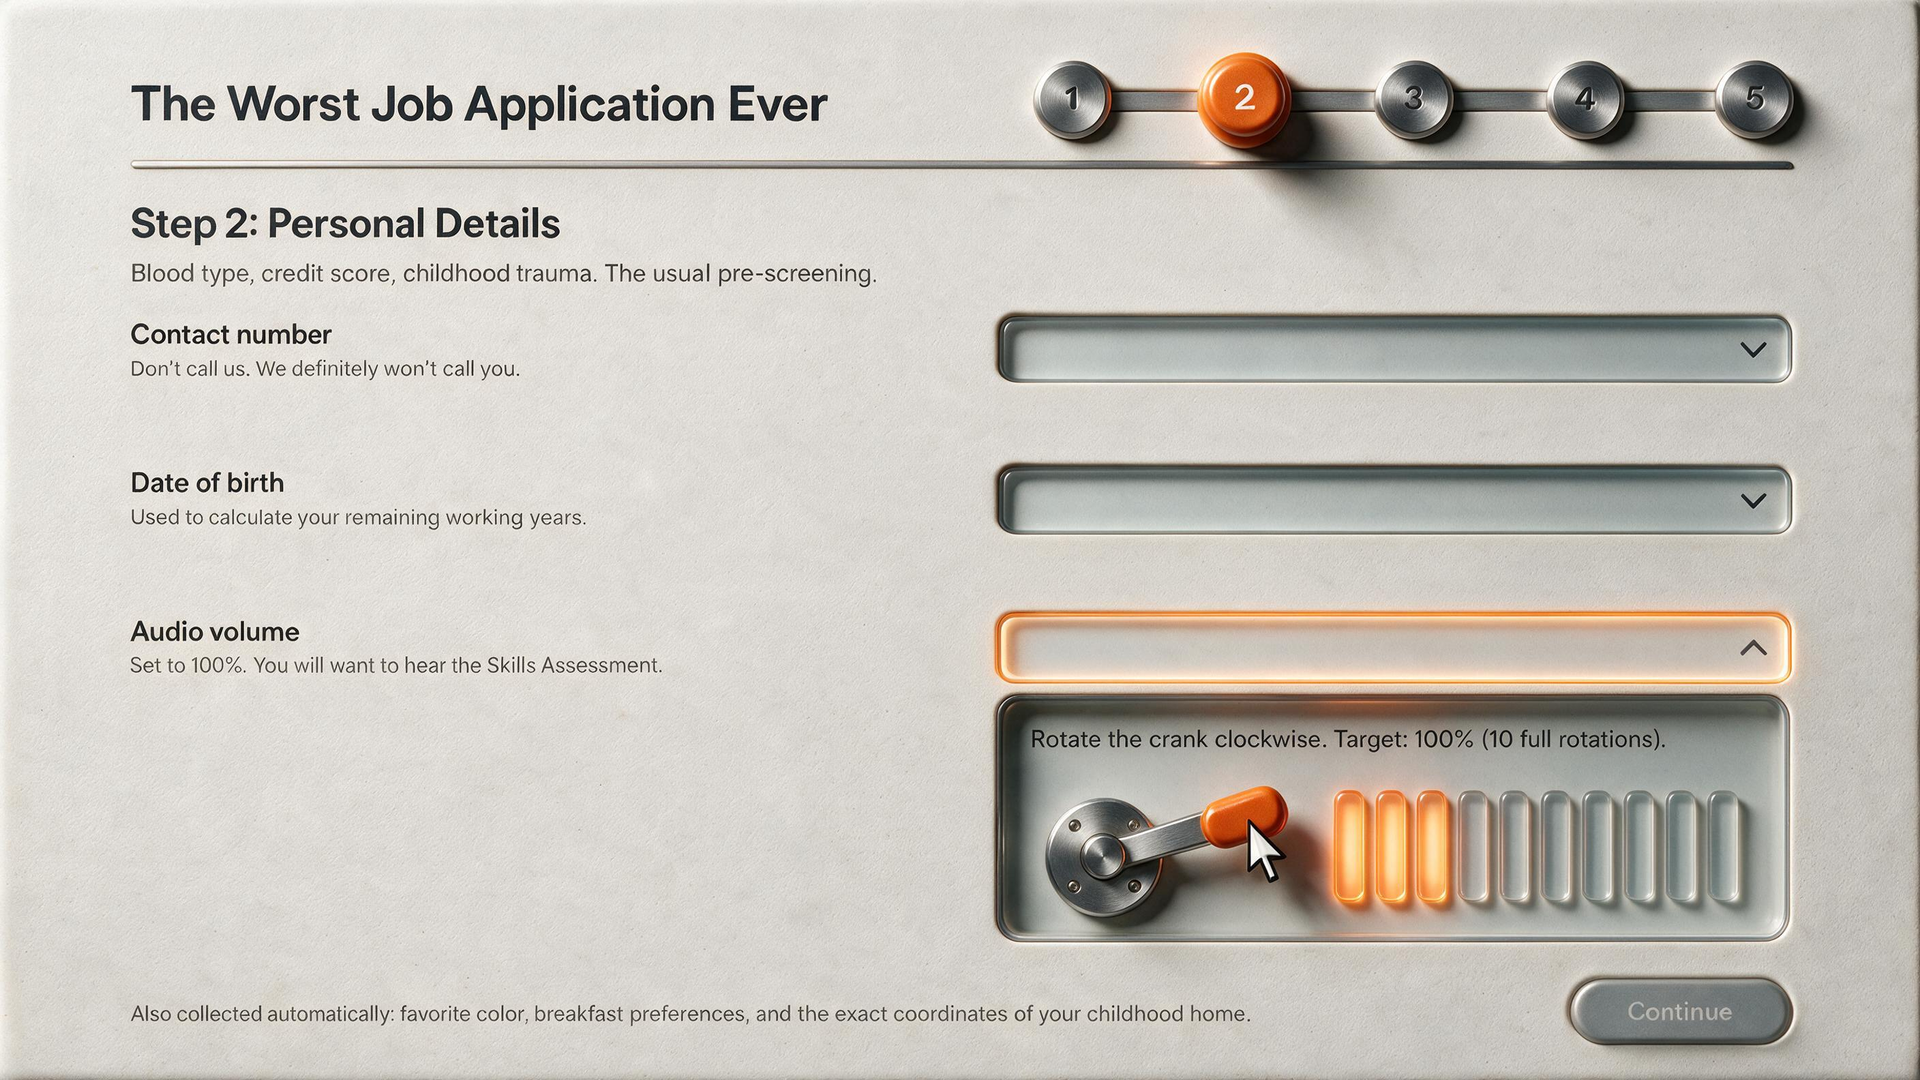 The Worst Job Application Ever
1 2 3 4 5
Step 2: Personal Details
Blood type, credit score, childhood trauma. The usual pre-screening.
Contact number
Don’t call us. We definitely won’t call you.
Date of birth
Used to calculate your remaining working years.
Audio volume
Set to 100%. You will want to hear the Skills Assessment.
Rotate the crank clockwise. Target: 100% (10 full rotations).
Also collected automatically: favorite color, breakfast preferences, and the exact coordinates of your childhood home.
Continue